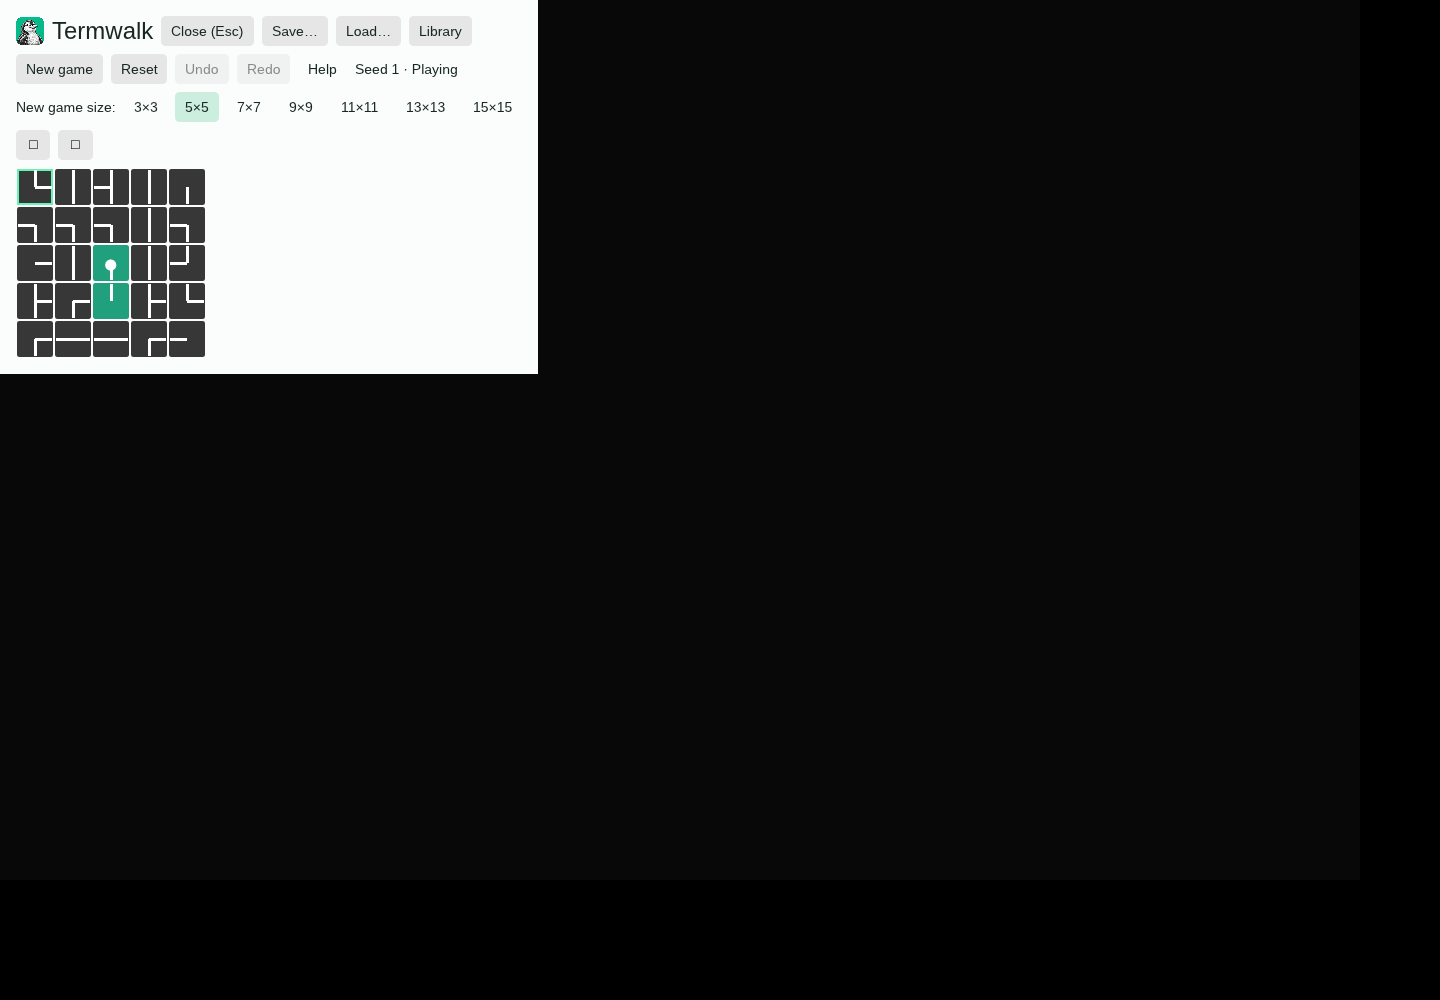 Termwalk Close (Esc) Save… Load… Library
New game Reset Undo Redo Help Seed 1 · Playing
New game size: 3×3 5×5 7×7 9×9 11×11 13×13 15×15